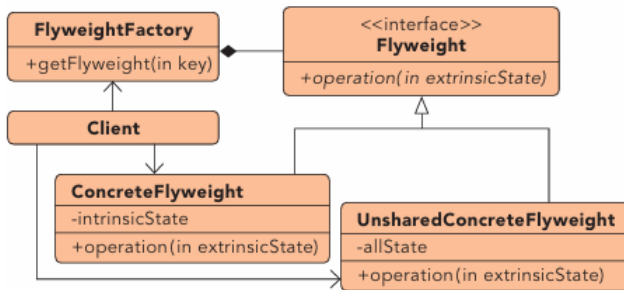 FlyweightFactory
+getFlyweight(in key)
<<interface>>
Flyweight
+operation(in extrinsicState)
Client
ConcreteFlyweight
-intrinsicState
+operation(in extrinsicState)
UnsharedConcreteFlyweight
-allState
+operation(in extrinsicState)